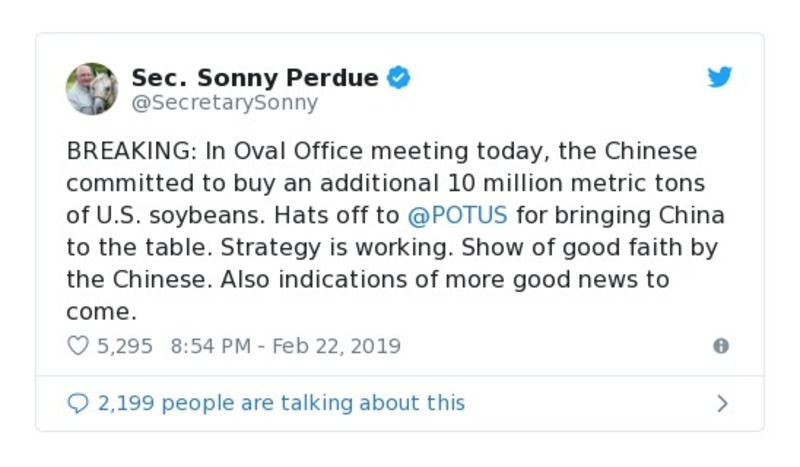 Sec. Sonny Perdue
@SecretarySonny
BREAKING: In Oval Office meeting today, the Chinese
committed to buy an additional 10 million metric tons
of U.S. soybeans. Hats off to @POTUS for bringing China
to the table. Strategy is working. Show of good faith by
the Chinese. Also indications of more good news to
come.
5,295 8:54 PM - Feb 22, 2019
2,199 people are talking about this